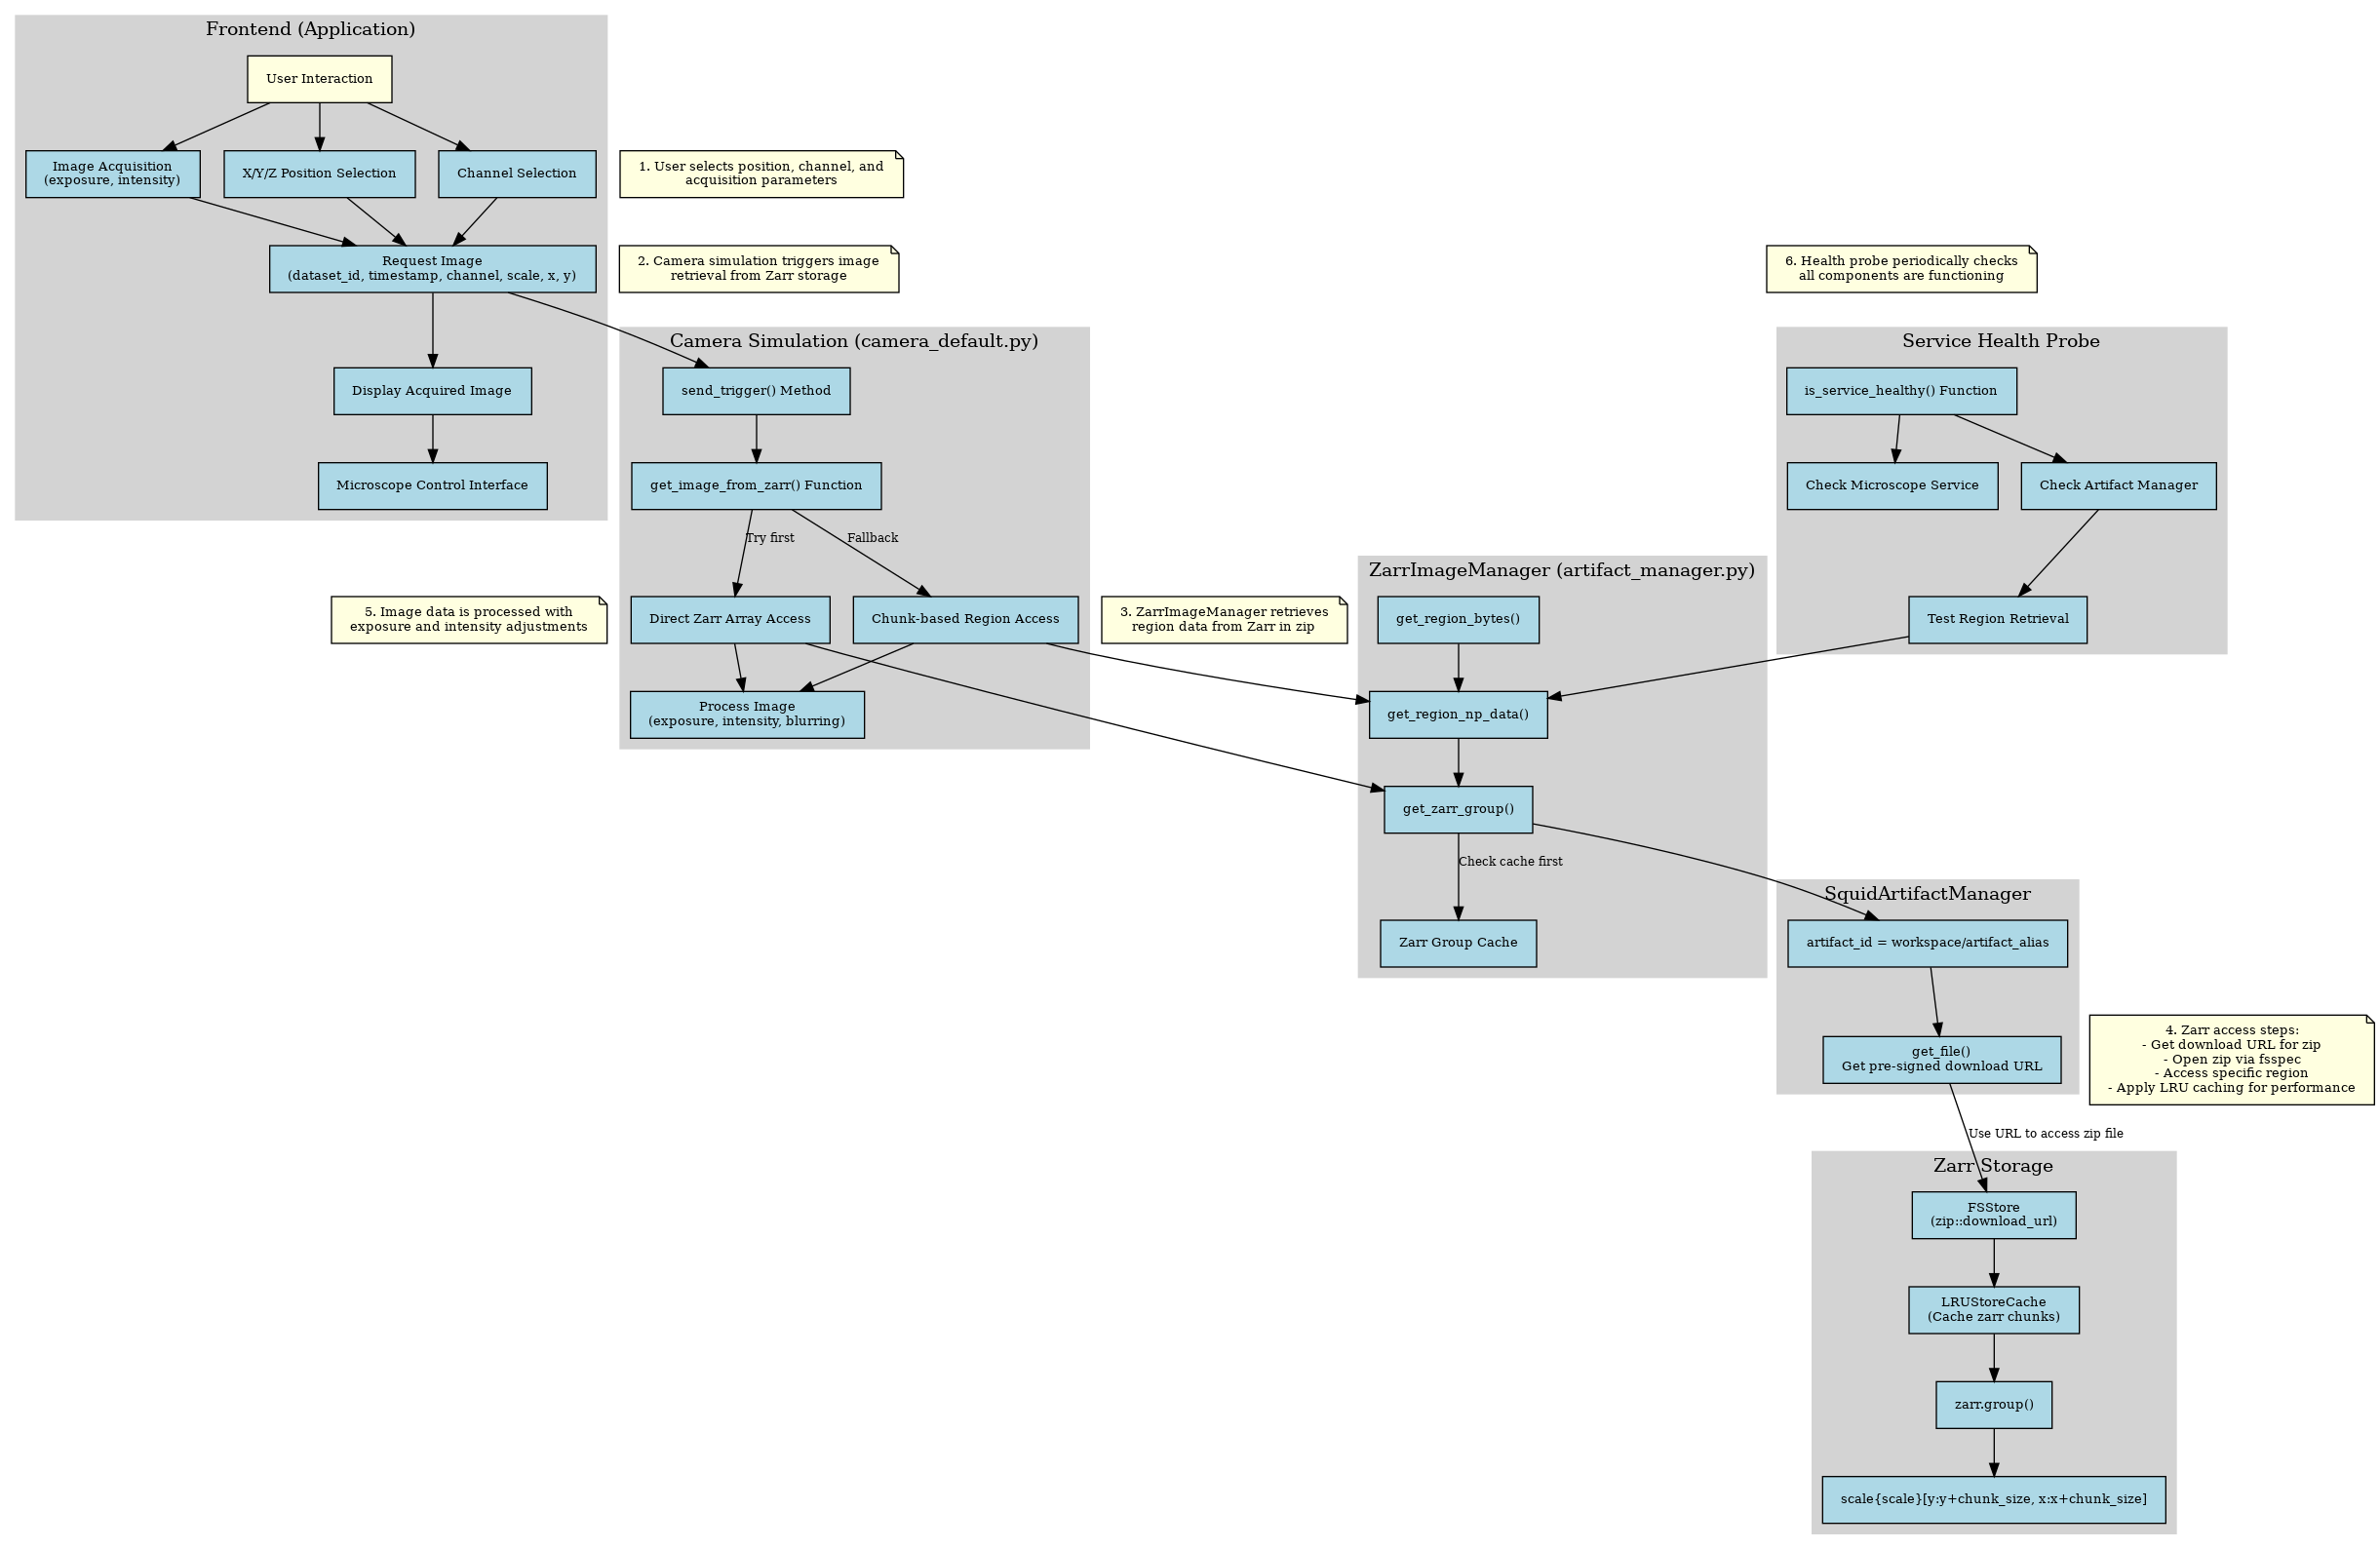 Frontend (Application)
User Interaction
Image Acquisition
(exposure, intensity)
X/Y/Z Position Selection
Channel Selection
1. User selects position, channel, and
acquisition parameters
Request Image
(dataset_id, timestamp, channel, scale, x, y)
2. Camera simulation triggers image
retrieval from Zarr storage
6. Health probe periodically checks
all components are functioning
Display Acquired Image
Microscope Control Interface
Camera Simulation (camera_default.py)
send_trigger() Method
get_image_from_zarr() Function
Try first
Fallback
Direct Zarr Array Access
Chunk-based Region Access
Process Image
(exposure, intensity, blurring)
5. Image data is processed with
exposure and intensity adjustments
3. ZarrImageManager retrieves
region data from Zarr in zip
Service Health Probe
is_service_healthy() Function
Check Microscope Service
Check Artifact Manager
Test Region Retrieval
ZarrImageManager (artifact_manager.py)
get_region_bytes()
get_region_np_data()
get_zarr_group()
Check cache first
Zarr Group Cache
SquidArtifactManager
artifact_id = workspace/artifact_alias
get_file()
Get pre-signed download URL
4. Zarr access steps:
- Get download URL for zip
- Open zip via fsspec
- Access specific region
- Apply LRU caching for performance
Use URL to access zip file
Zarr Storage
FSStore
(zip::download_url)
LRUStoreCache
(Cache zarr chunks)
zarr.group()
scale{scale}[y:y+chunk_size, x:x+chunk_size]